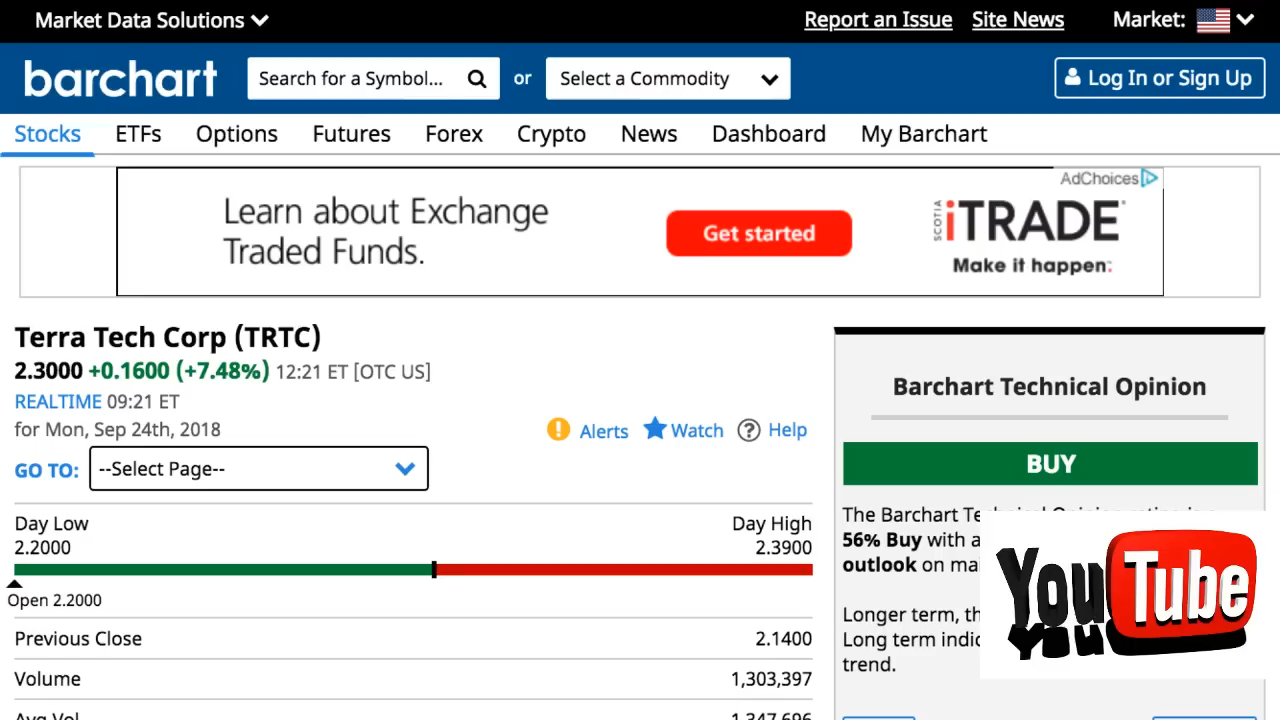 Market Data Solutions
Report an Issue Site News Market:
barchart Search for a Symbol... or Select a Commodity Log In or Sign Up
Stocks ETFs Options Futures Forex Crypto News Dashboard My Barchart
AdChoices
Learn about Exchange
Traded Funds.
Get started
SCOTIA iTRADE
Make it happen.
Terra Tech Corp (TRTC)
2.3000 +0.1600 (+7.48%) 12:21 ET [OTC US]
REALTIME 09:21 ET
for Mon, Sep 24th, 2018
Alerts Watch Help
GO TO: --Select Page--
Day Low Day High
2.2000 2.3900
Open 2.2000
Previous Close 2.1400
Volume 1,303,397
Avg Vol 1,347,696
Barchart Technical Opinion
BUY
The Barchart
56% Buy with a
outlook on
Longer term,
Long term
trend.
YouTube